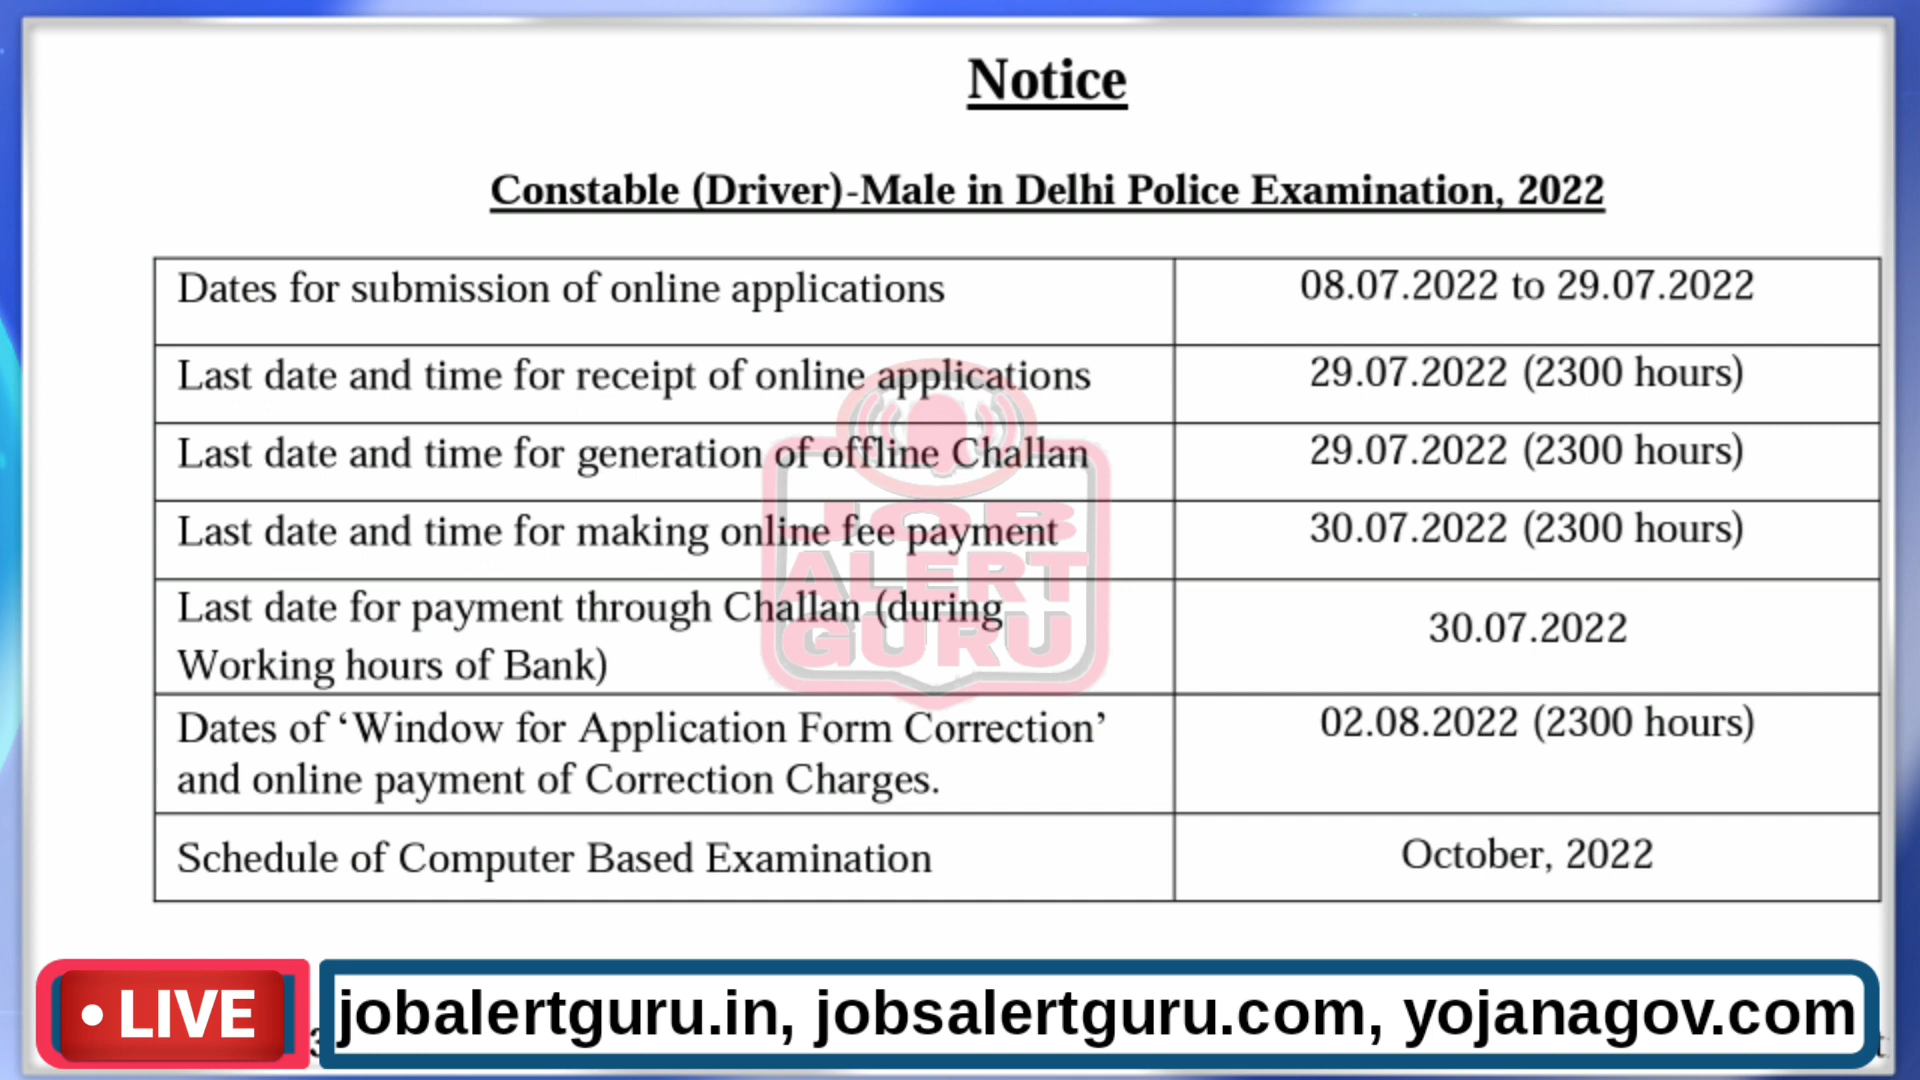 Notice
Constable (Driver)-Male in Delhi Police Examination, 2022
Dates for submission of online applications
08.07.2022 to 29.07.2022
Last date and time for receipt of online applications
29.07.2022 (2300 hours)
Last date and time for generation of offline Challan
29.07.2022 (2300 hours)
Last date and time for making online fee payment
30.07.2022 (2300 hours)
Last date for payment through Challan (during
Working hours of Bank)
30.07.2022
Dates of ‘Window for Application Form Correction’
and online payment of Correction Charges.
02.08.2022 (2300 hours)
Schedule of Computer Based Examination
October, 2022
JOB
ALERT
GURU
• LIVE
jobalertguru.in, jobsalertguru.com, yojanagov.com